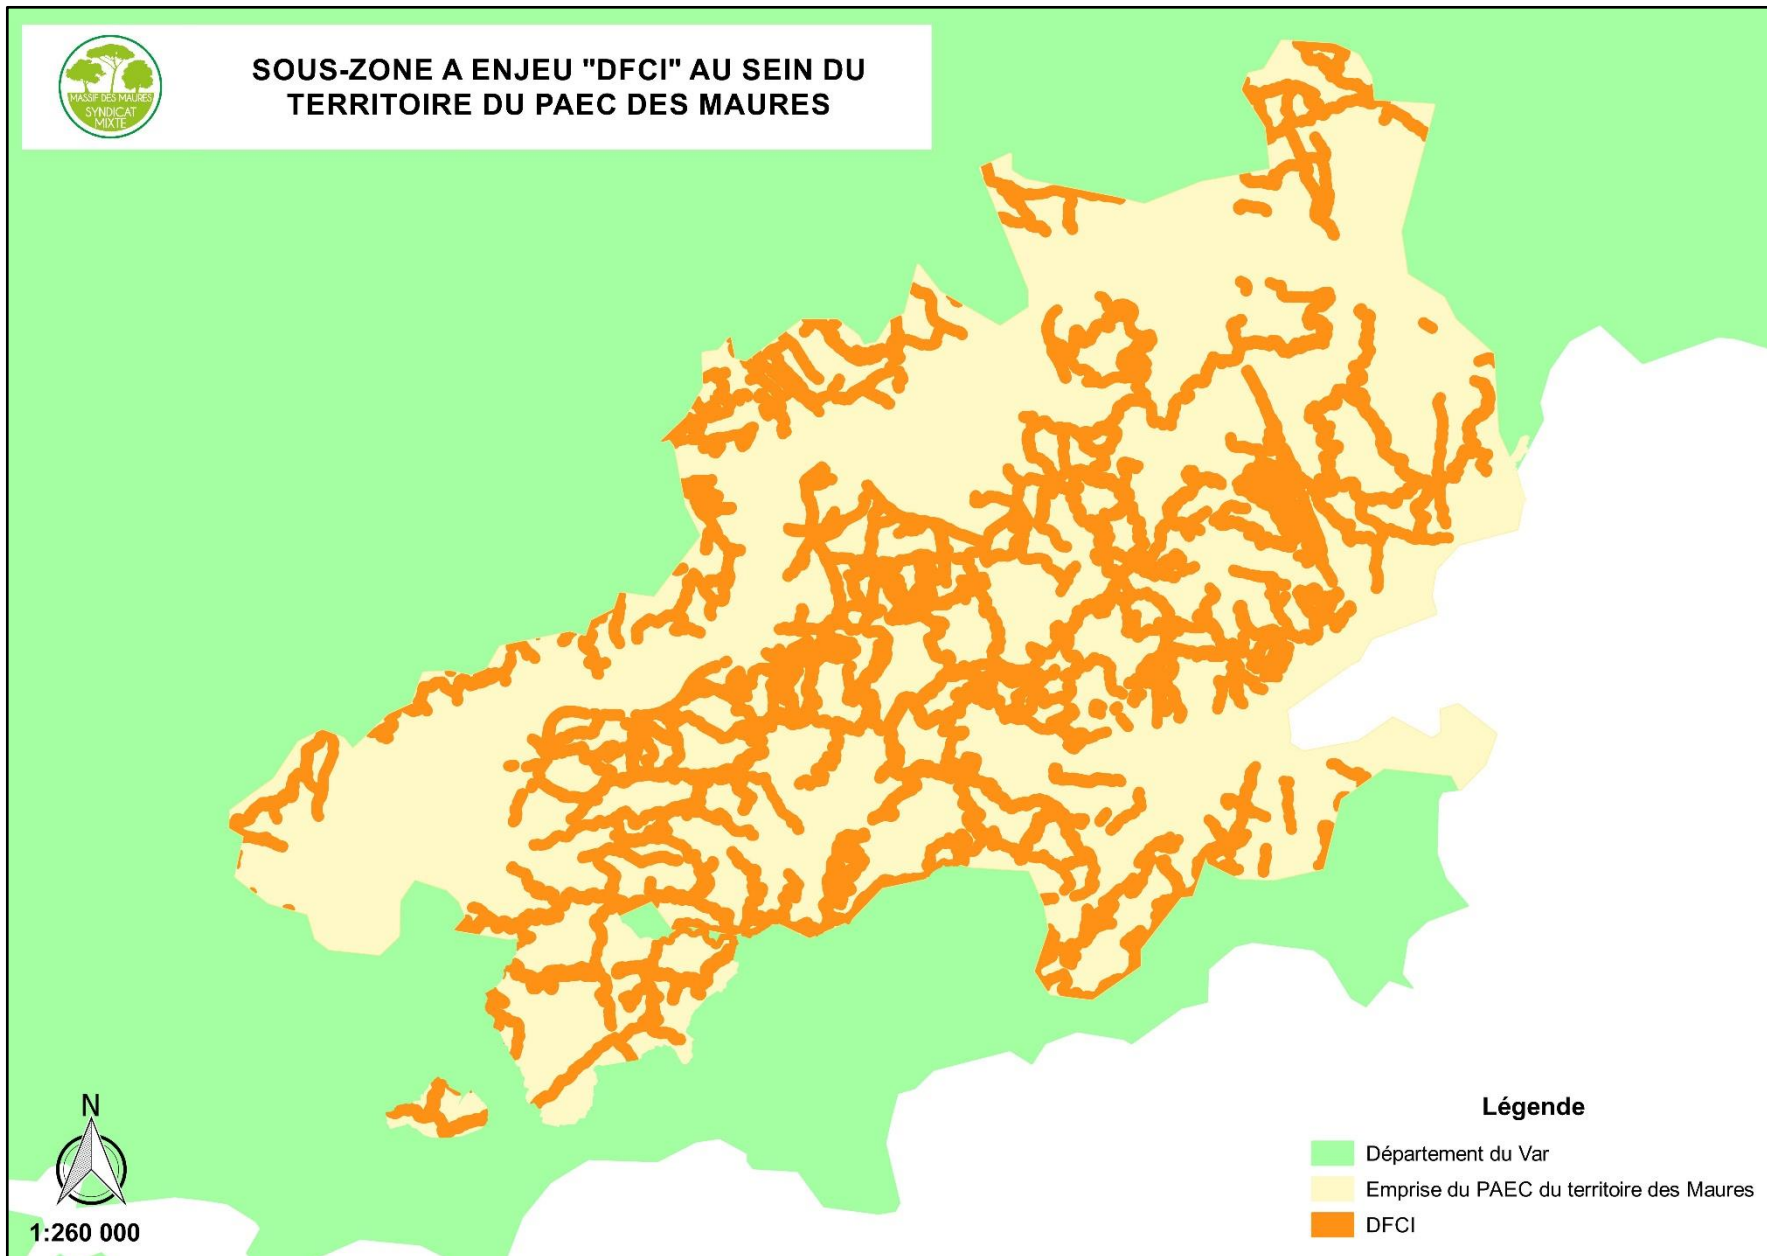 MASSIF DES MAURES
SYNDICAT
MIXTE
SOUS-ZONE A ENJEU "DFCI" AU SEIN DU
TERRITOIRE DU PAEC DES MAURES
N
1:260 000
Légende
Département du Var
Emprise du PAEC du territoire des Maures
DFCI